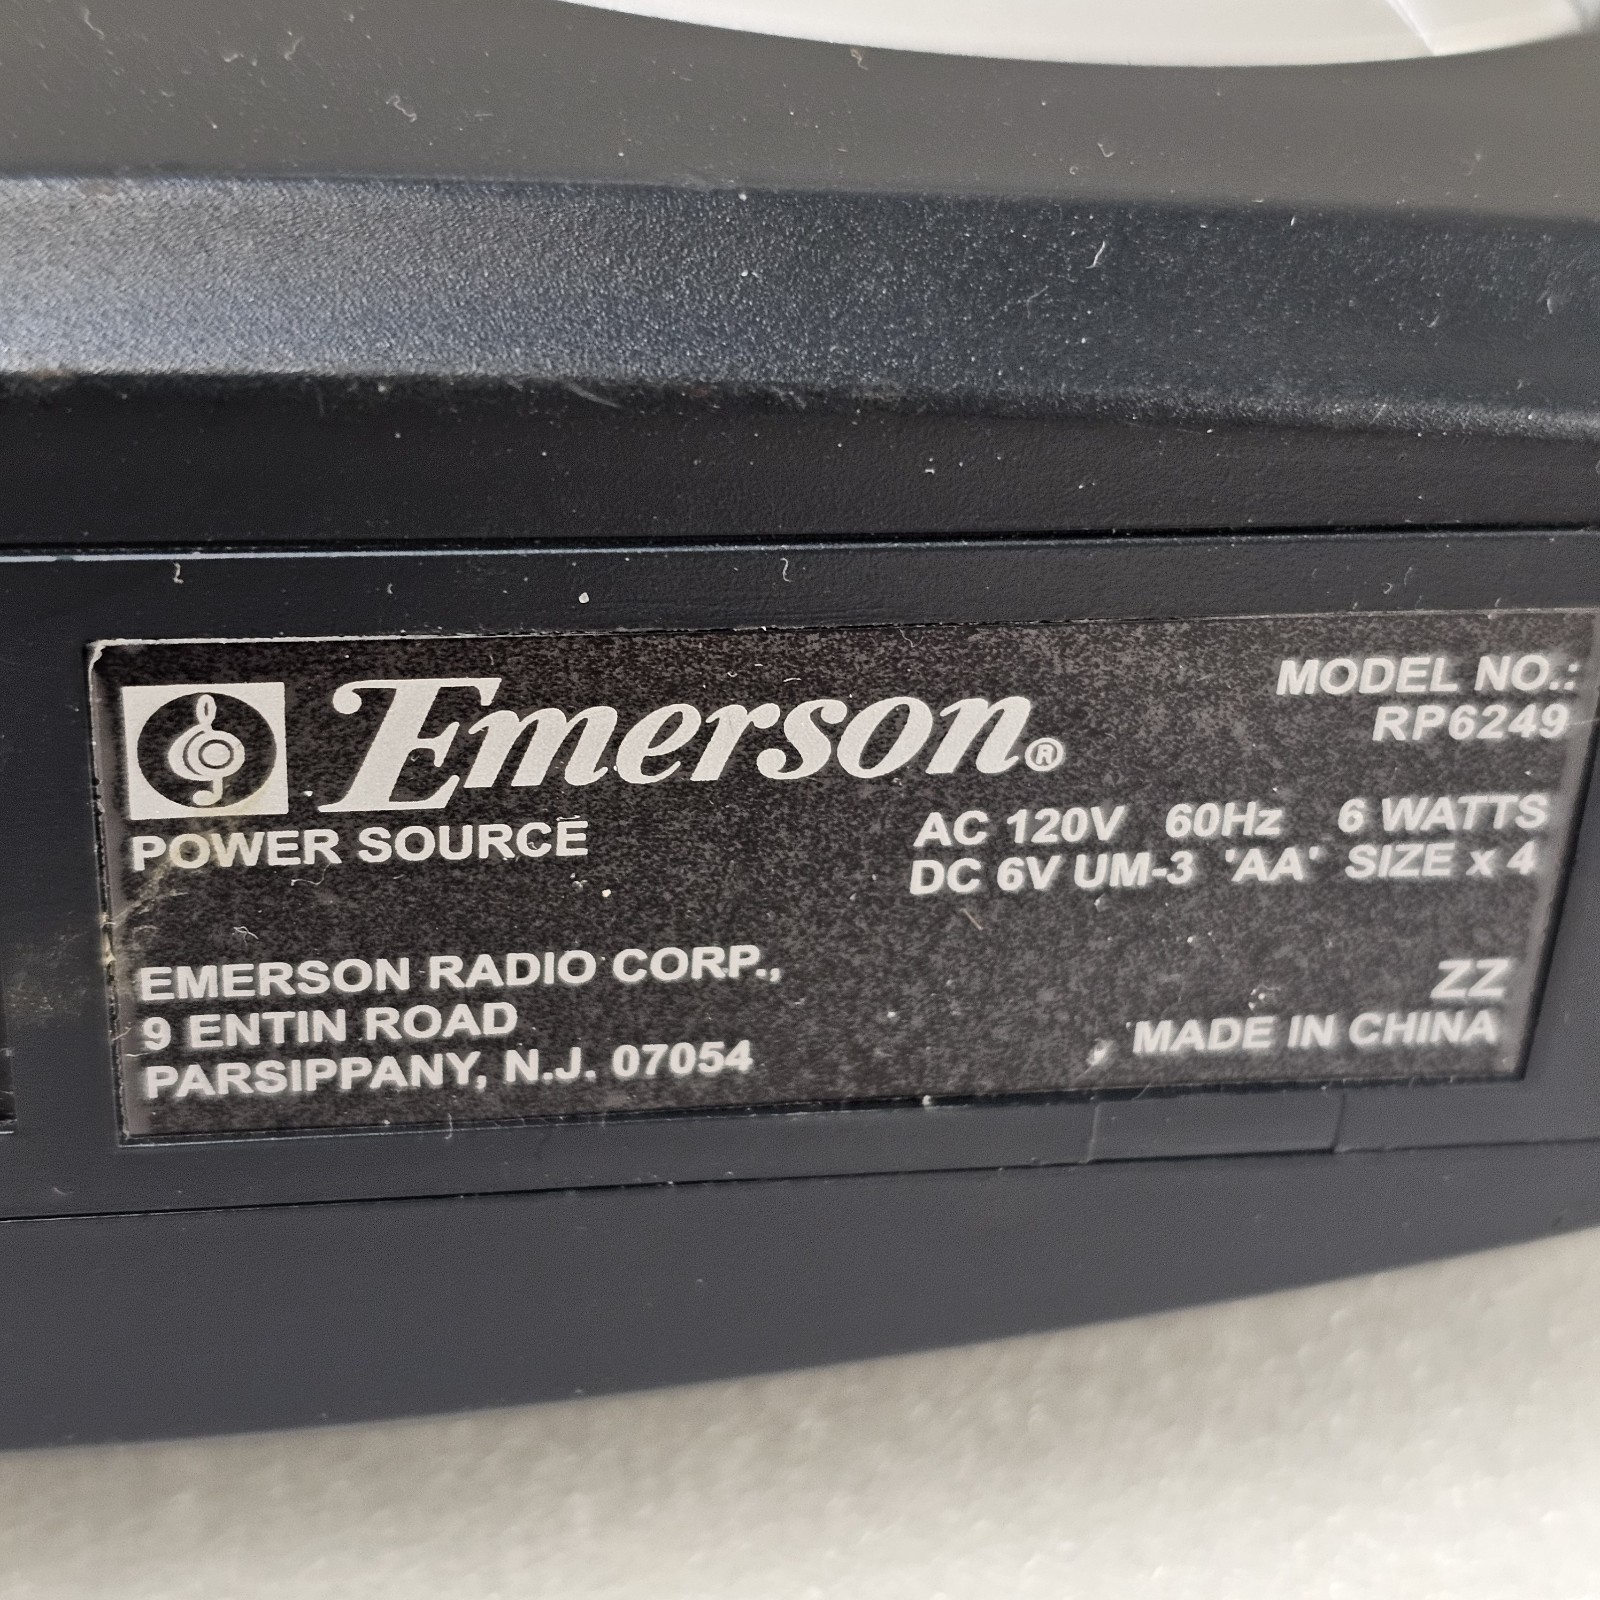 Emerson®
MODEL NO.:
RP6249
POWER SOURCE
AC 120V 60Hz 6 WATTS
DC 6V UM-3 'AA' SIZE x 4
EMERSON RADIO CORP.,
9 ENTIN ROAD
PARSIPPANY, N.J. 07054
ZZ
MADE IN CHINA